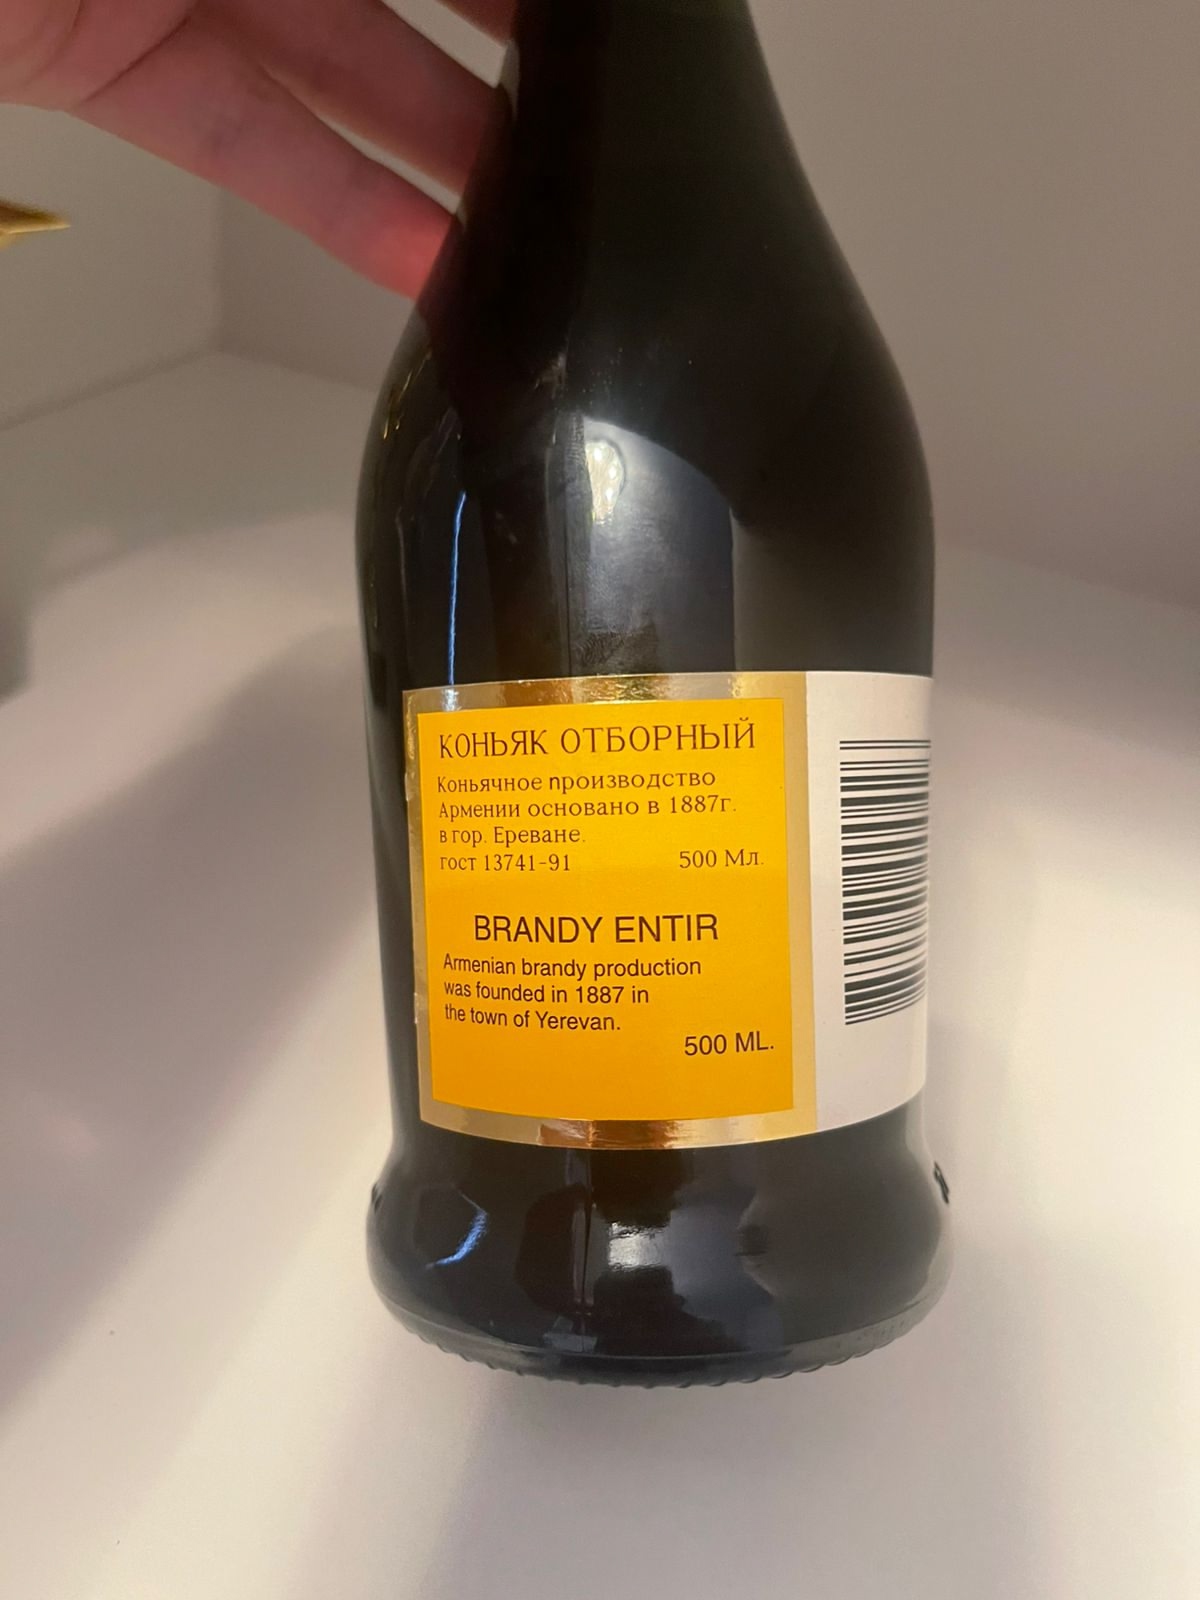 КОНЬЯК ОТБОРНЫЙ
Коньячное производство
Армении основано в 1887г.
в гор. Ереване.
гост 13741-91 500 Мл.
BRANDY ENTIR
Armenian brandy production
was founded in 1887 in
the town of Yerevan.
500 ML.